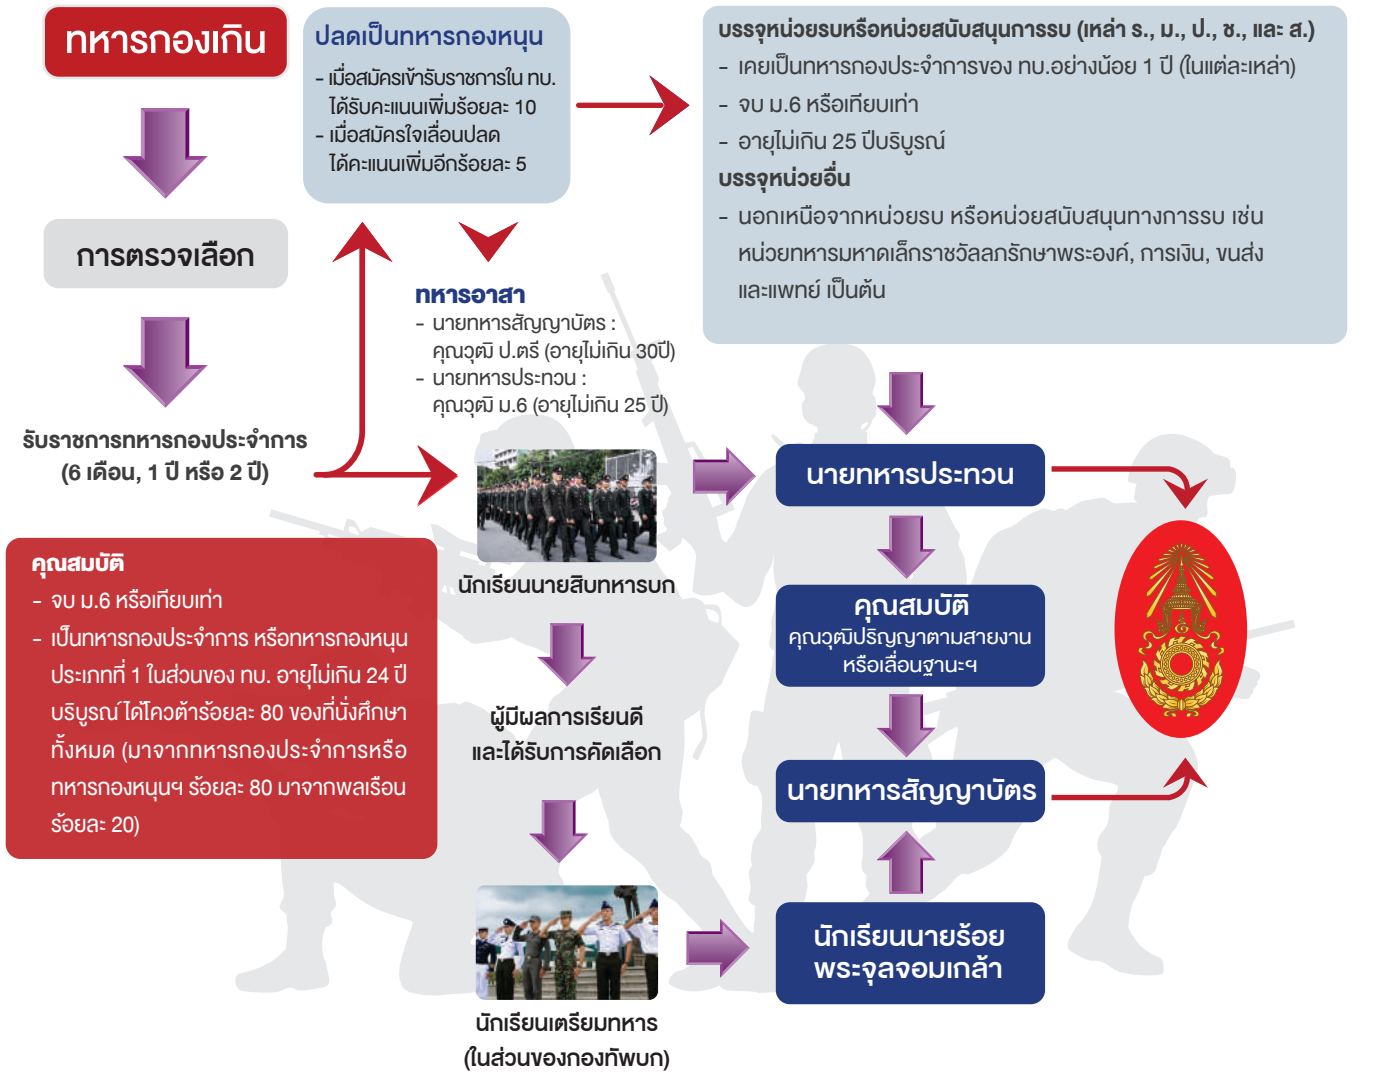 ทหารกองเกิน
การตรวจเลือก
รับราชการทหารกองประจำการ
(6 เดือน, 1 ปี หรือ 2 ปี)
คุณสมบัติ
- จบ ม.6 หรือเทียบเท่า
- เป็นทหารกองประจำการ หรือทหารกองหนุน
ประเภทที่ 1 ในส่วนของ ทบ. อายุไม่เกิน 24 ปี
บริบูรณ์ ได้โควต้าร้อยละ 80 ของที่นั่งศึกษา
ทั้งหมด (มาจากทหารกองประจำการหรือ
ทหารกองหนุนฯ ร้อยละ 80 มาจากพลเรือน
ร้อยละ 20)
ปลดเป็นทหารกองหนุน
- เมื่อสมัครเข้ารับราชการใน ทบ.
ได้รับคะแนนเพิ่มร้อยละ 10
- เมื่อสมัครใจเลื่อนปลด
ได้คะแนนเพิ่มอีกร้อยละ 5
ทหารอาสา
- นายทหารสัญญาบัตร :
คุณวุฒิ ป.ตรี (อายุไม่เกิน 30ปี)
- นายทหารประทวน :
คุณวุฒิ ม.6 (อายุไม่เกิน 25 ปี)
นักเรียนนายสิบทหารบก
ผู้มีผลการเรียนดี
และได้รับการคัดเลือก
นักเรียนเตรียมทหาร
(ในส่วนของกองทัพบก)
บรรจุหน่วยรบหรือหน่วยสนับสนุนการรบ (เหล่า ร., ม., ป., ช., และ ส.)
- เคยเป็นทหารกองประจำการของ ทบ.อย่างน้อย 1 ปี (ในแต่ละเหล่า)
- จบ ม.6 หรือเทียบเท่า
- อายุไม่เกิน 25 ปีบริบูรณ์
บรรจุหน่วยอื่น
- นอกเหนือจากหน่วยรบ หรือหน่วยสนับสนุนทางการรบ เช่น
หน่วยทหารมหาดเล็กราชวัลลภรักษาพระองค์, การเงิน, ขนส่ง
และแพทย์ เป็นต้น
นายทหารประทวน
คุณสมบัติ
คุณวุฒิปริญญาตามสายงาน
หรือเลื่อนฐานะฯ
นายทหารสัญญาบัตร
นักเรียนนายร้อย
พระจุลจอมเกล้า